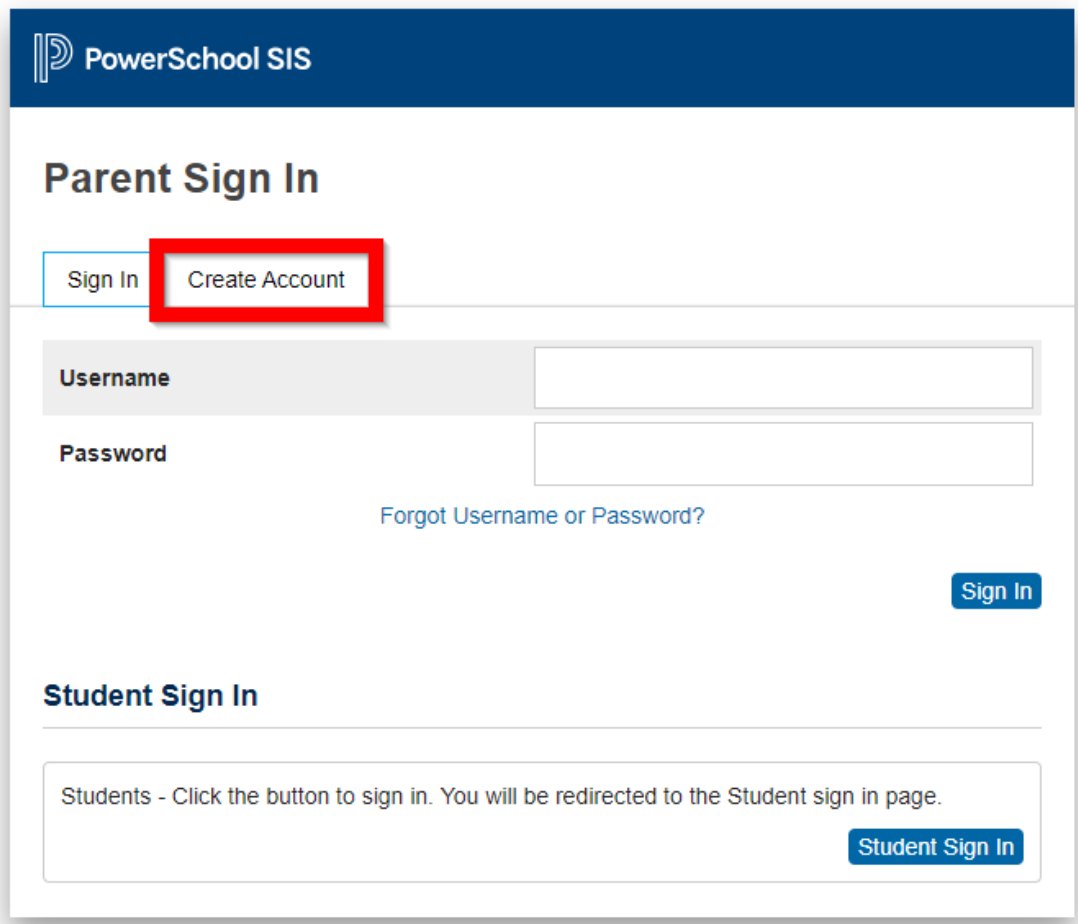 PowerSchool SIS
Parent Sign In
Sign In Create Account
Username
Password
Forgot Username or Password?
Sign In
Student Sign In
Students - Click the button to sign in. You will be redirected to the Student sign in page.
Student Sign In